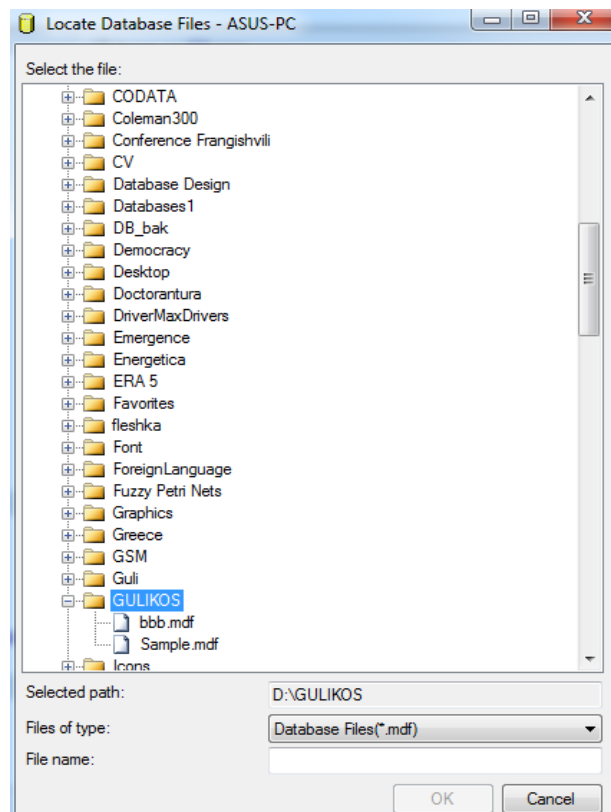 Locate Database Files - ASUS-PC
Select the file:
CODATA
Coleman300
Conference Frangishvili
CV
Database Design
Databases1
DB_bak
Democracy
Desktop
Doctorantura
DriverMaxDrivers
Emergence
Energetica
ERA 5
Favorites
fleshka
Font
ForeignLanguage
Fuzzy Petri Nets
Graphics
Greece
GSM
Guli
GULIKOS
bbb.mdf
Sample.mdf
Icons
Selected path: D:\GULIKOS
Files of type: Database Files(*.mdf)
File name:
OK Cancel